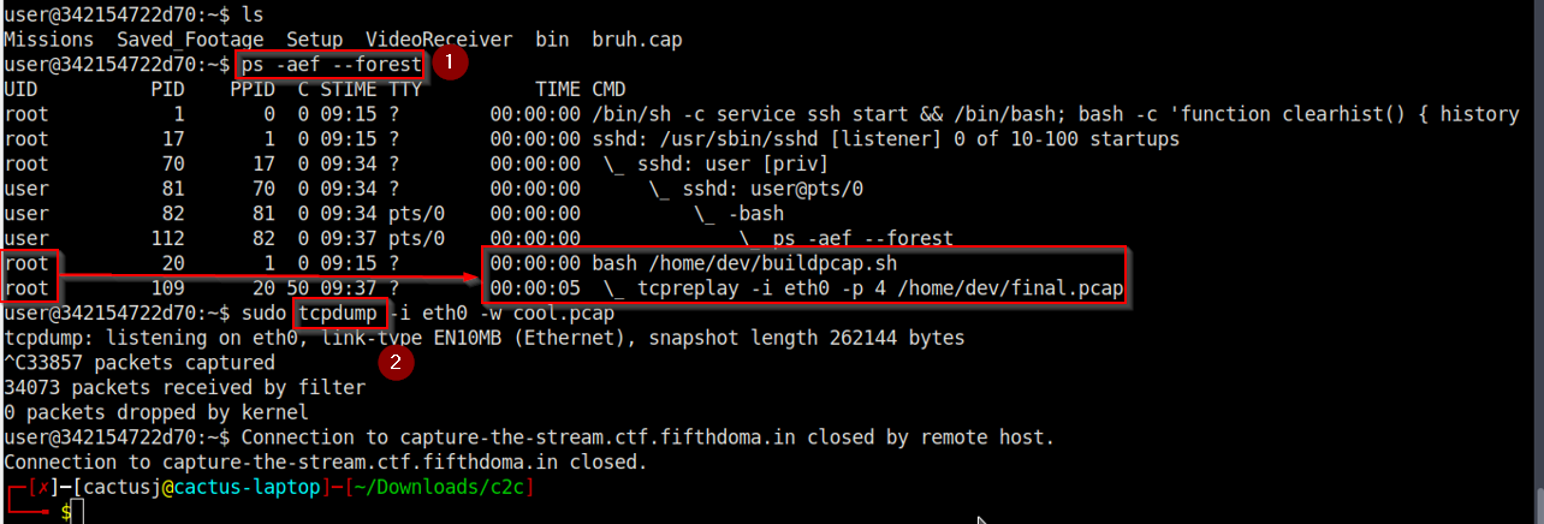 user@342154722d70:~$ ls
Missions  Saved_Footage  Setup  VideoReceiver  bin  bruh.cap
user@342154722d70:~$ ps -aef --forest 1
UID          PID    PPID  C STIME TTY          TIME CMD
root           1       0  0 09:15 ?        00:00:00 /bin/sh -c service ssh start && /bin/bash; bash -c 'function clearhist() { history
root          17       1  0 09:15 ?        00:00:00 sshd: /usr/sbin/sshd [listener] 0 of 10-100 startups
root          70      17  0 09:34 ?        00:00:00  \_ sshd: user [priv]
user          81      70  0 09:34 ?        00:00:00      \_ sshd: user@pts/0
user          82      81  0 09:34 pts/0    00:00:00          \_ -bash
user         112      82  0 09:37 pts/0    00:00:00              \_ ps -aef --forest
root          20       1  0 09:15 ?        00:00:00 bash /home/dev/buildpcap.sh
root         109      20 50 09:37 ?        00:00:05  \_ tcpreplay -i eth0 -p 4 /home/dev/final.pcap
user@342154722d70:~$ sudo tcpdump -i eth0 -w cool.pcap
tcpdump: listening on eth0, link-type EN10MB (Ethernet), snapshot length 262144 bytes
^C33857 packets captured 2
34073 packets received by filter
0 packets dropped by kernel
user@342154722d70:~$ Connection to capture-the-stream.ctf.fifthdoma.in closed by remote host.
Connection to capture-the-stream.ctf.fifthdoma.in closed.
┌─[✗]─[cactusj@cactus-laptop]─[~/Downloads/c2c]
└──╼ $